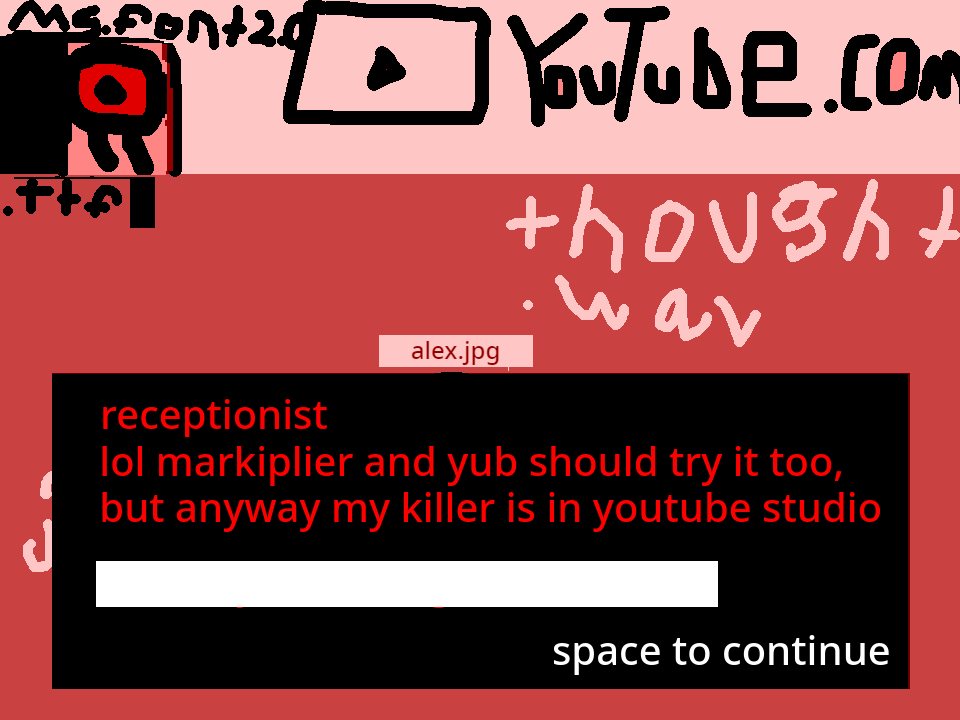 Ms.font2.0
YouTube.com
.ttf
thought
.wav
alex.jpg
receptionist
lol markiplier and yub should try it too,
but anyway my killer is in youtube studio
space to continue